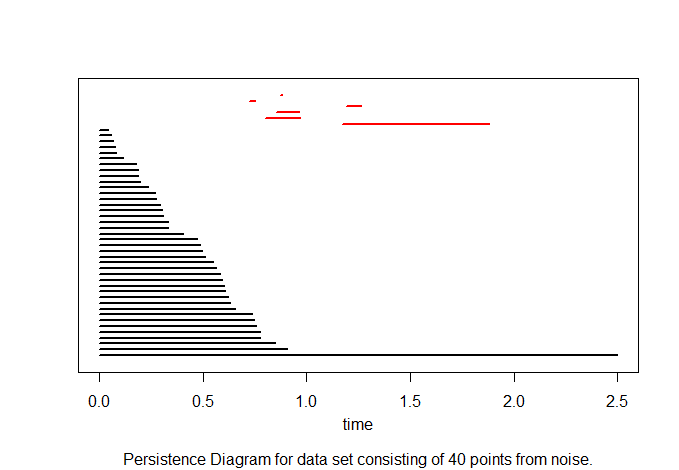 0.0 0.5 1.0 1.5 2.0 2.5
time
Persistence Diagram for data set consisting of 40 points from noise.